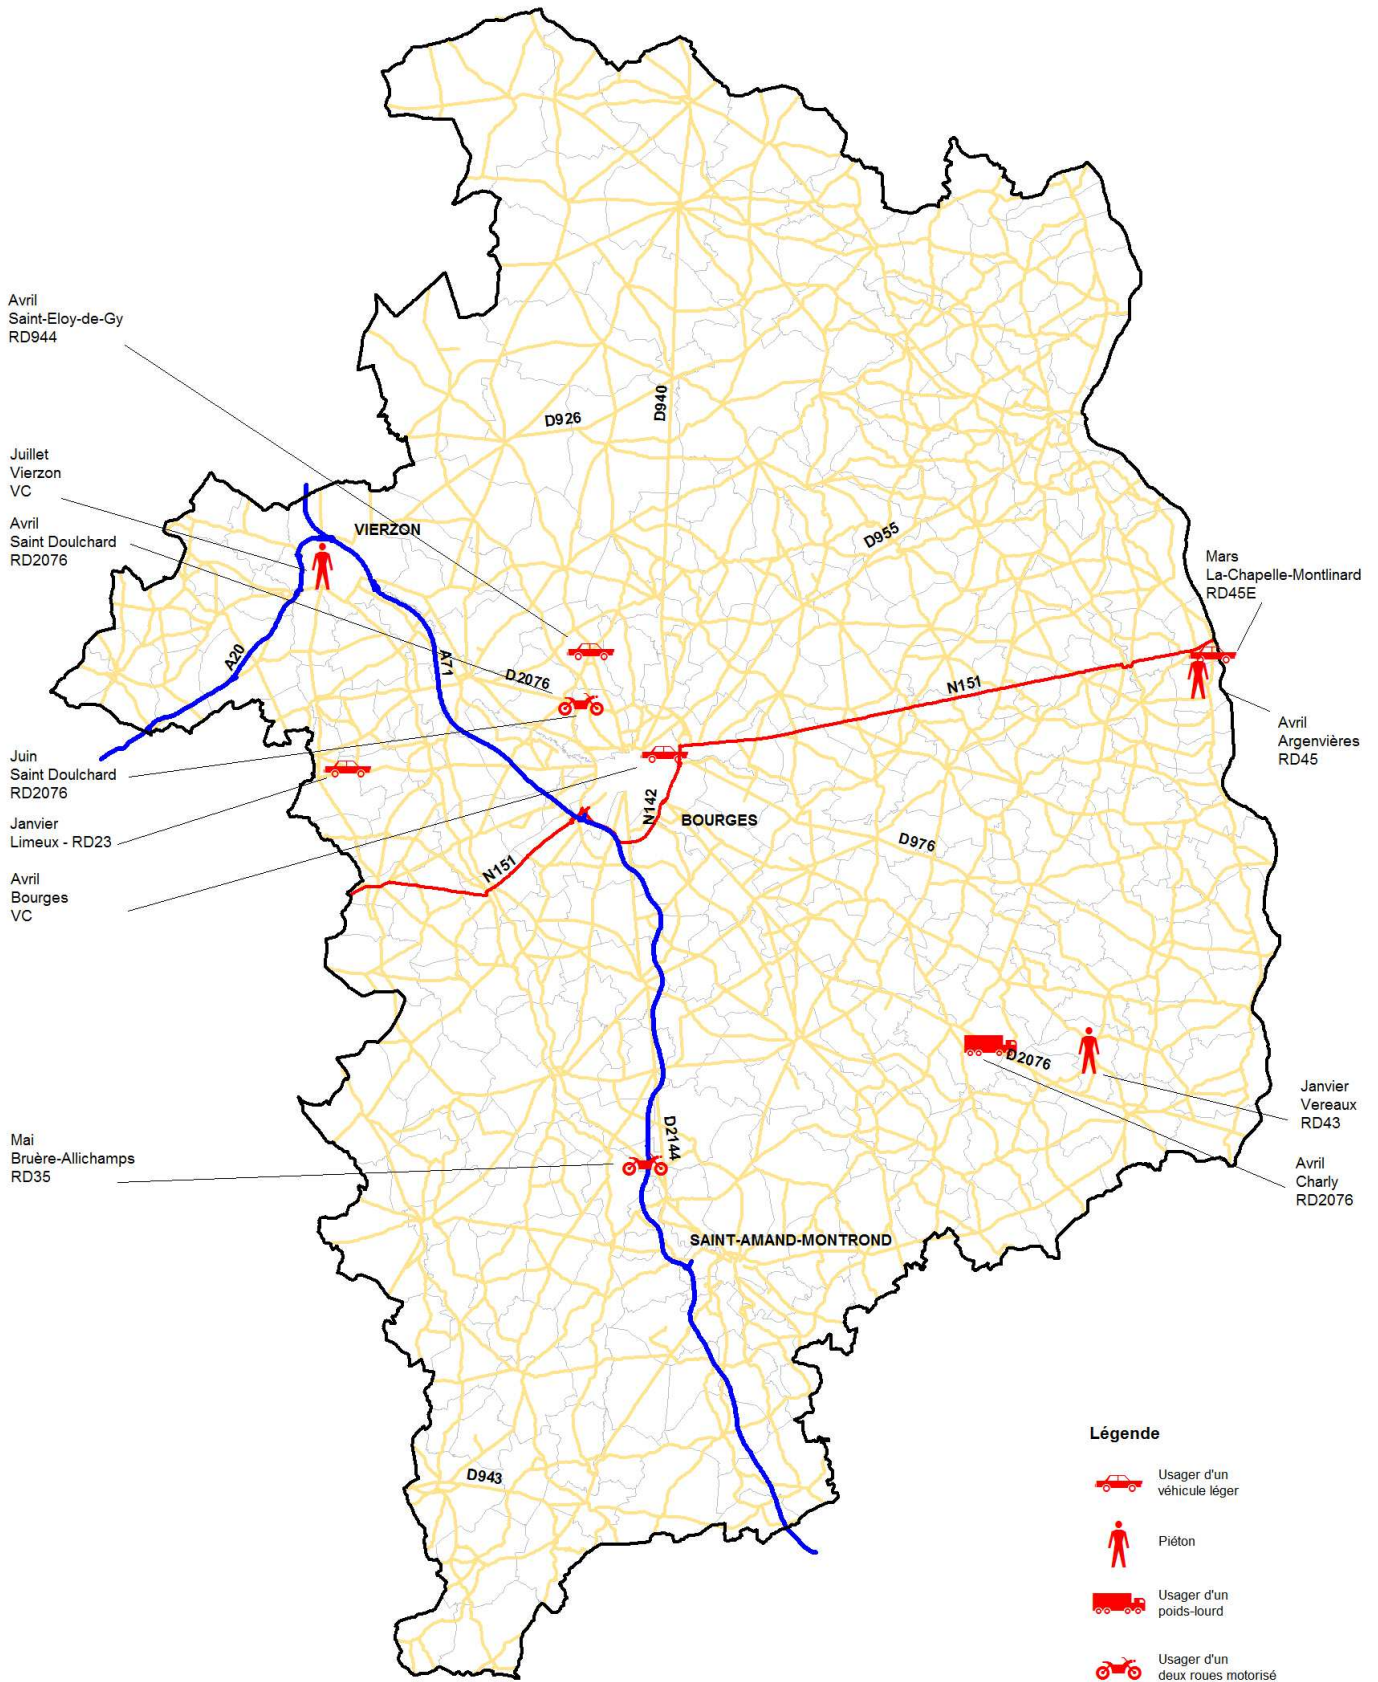 Avril
Saint-Eloy-de-Gy
RD944
Juillet
Vierzon
VC
Avril
Saint Doulchard
RD2076
Juin
Saint Doulchard
RD2076
Janvier
Limeux - RD23
Avril
Bourges
VC
Mai
Bruère-Allichamps
RD35
D926
D940
VIERZON
D955
A20
A71
D2076
N151
N142
BOURGES
N151
D976
D2076
D2144
SAINT-AMAND-MONTROND
D943
Mars
La-Chapelle-Montlinard
RD45E
Avril
Argenvières
RD45
Janvier
Vereaux
RD43
Avril
Charly
RD2076
Légende
Usager d'un
véhicule léger
Piéton
Usager d'un
poids-lourd
Usager d'un
deux roues motorisé